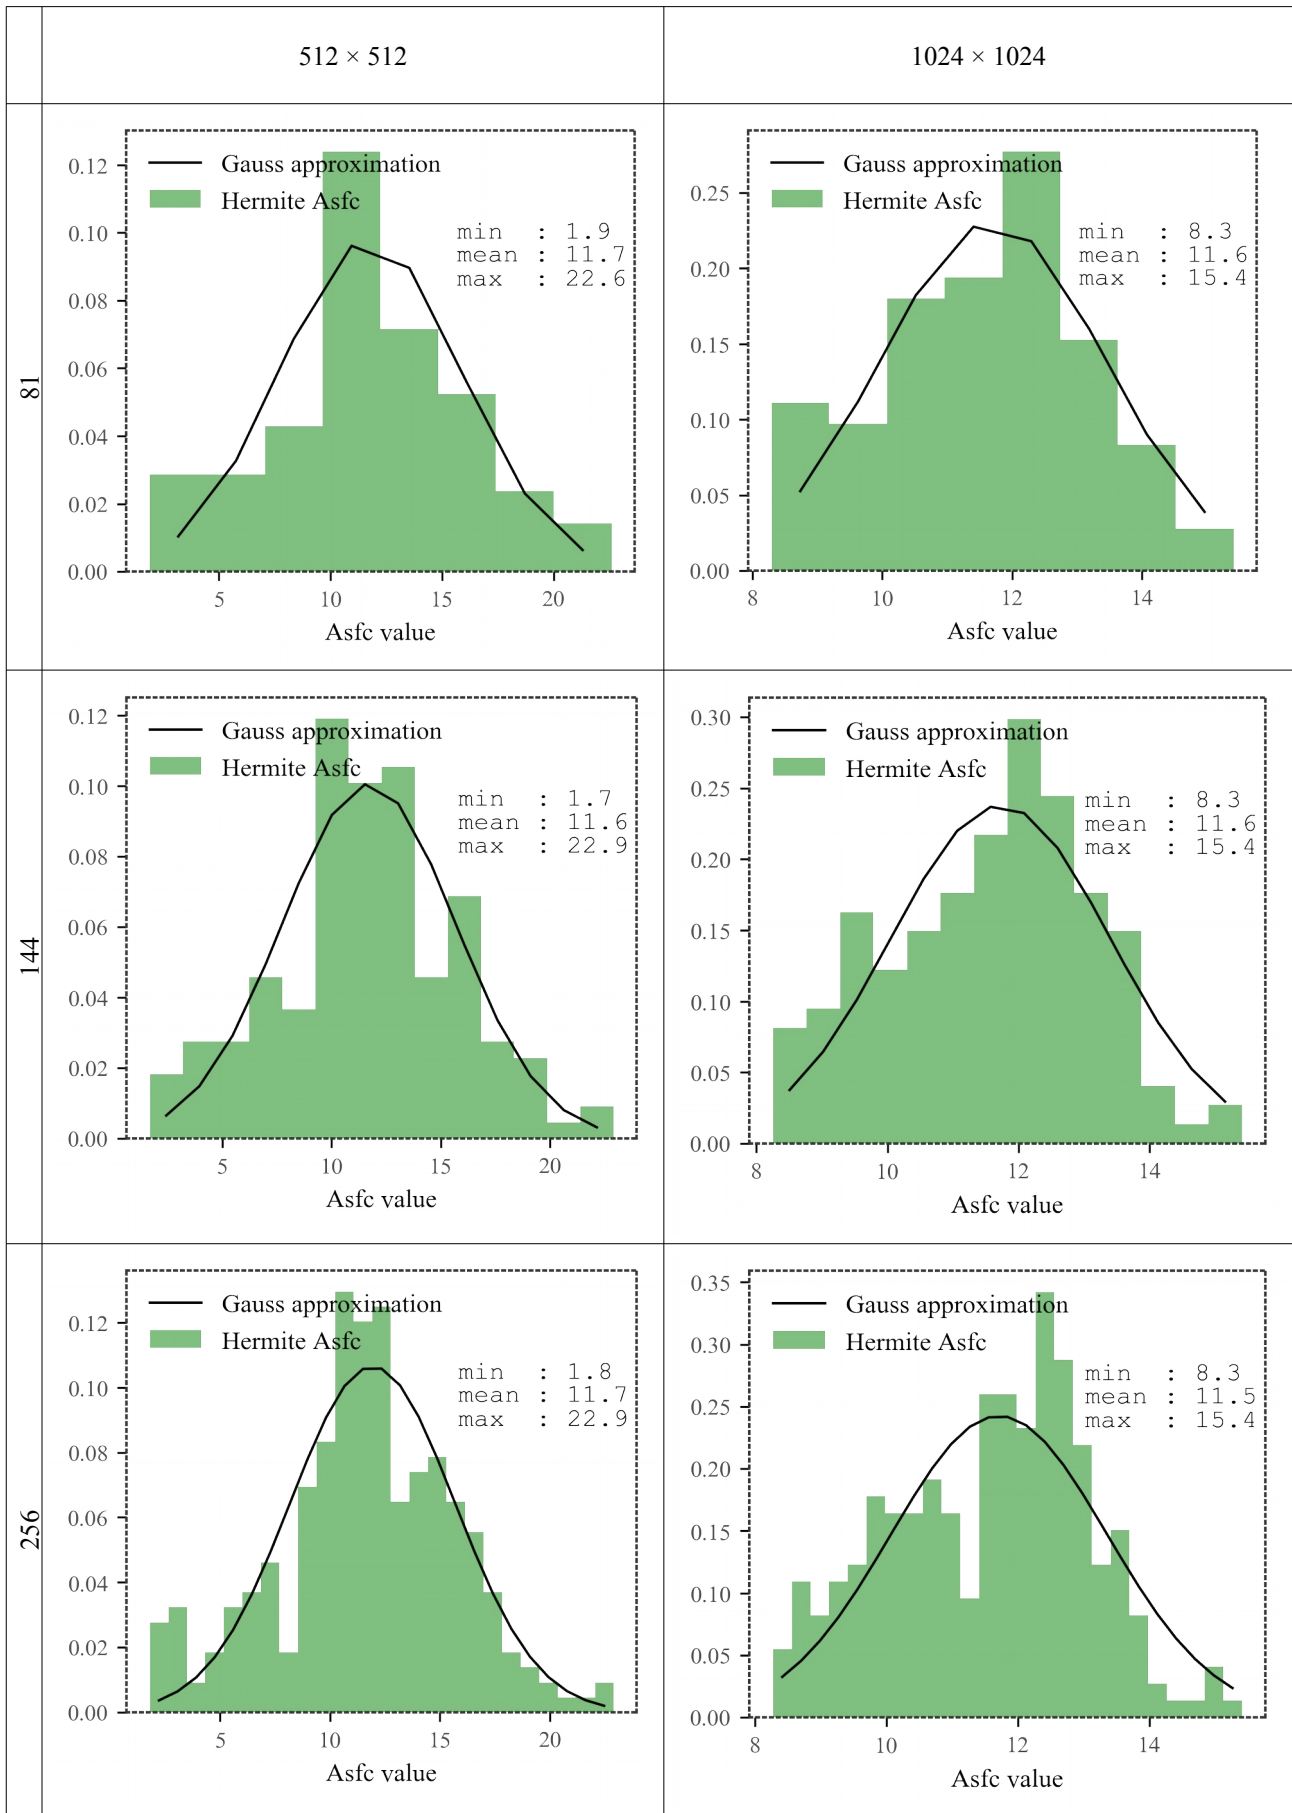 512 × 512
1024 × 1024
81
0.12
0.10
0.08
0.06
0.04
0.02
0.00
Gauss approximation
Hermite Asfc
min : 1.9
mean : 11.7
max : 22.6
5 10 15 20
Asfc value
0.25
0.20
0.15
0.10
0.05
0.00
Gauss approximation
Hermite Asfc
min : 8.3
mean : 11.6
max : 15.4
8 10 12 14
Asfc value
144
0.12
0.10
0.08
0.06
0.04
0.02
0.00
Gauss approximation
Hermite Asfc
min : 1.7
mean : 11.6
max : 22.9
5 10 15 20
Asfc value
0.30
0.25
0.20
0.15
0.10
0.05
0.00
Gauss approximation
Hermite Asfc
min : 8.3
mean : 11.6
max : 15.4
8 10 12 14
Asfc value
256
0.12
0.10
0.08
0.06
0.04
0.02
0.00
Gauss approximation
Hermite Asfc
min : 1.8
mean : 11.7
max : 22.9
5 10 15 20
Asfc value
0.35
0.30
0.25
0.20
0.15
0.10
0.05
0.00
Gauss approximation
Hermite Asfc
min : 8.3
mean : 11.5
max : 15.4
8 10 12 14
Asfc value